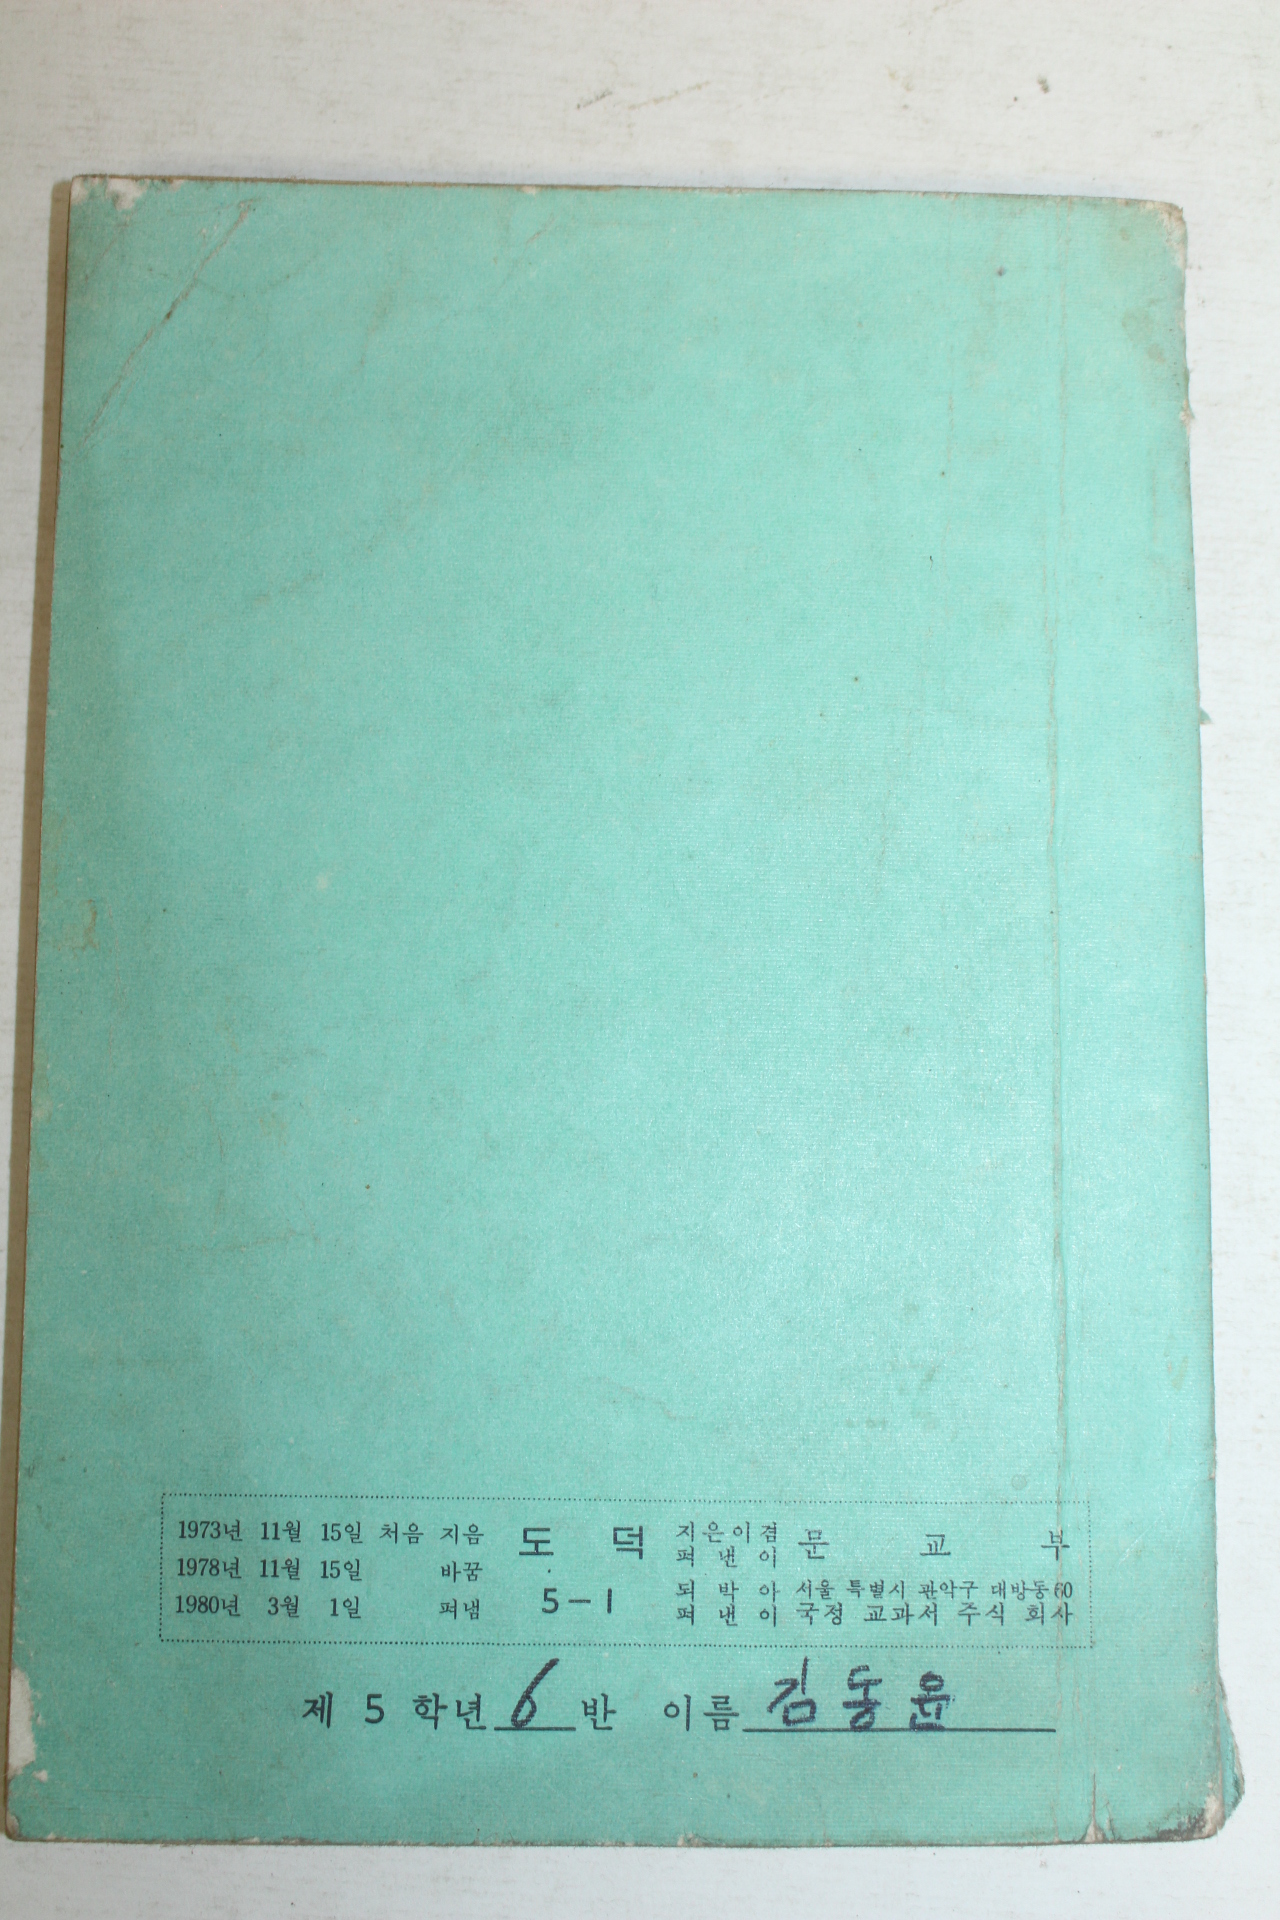 1973년 11월 15일 처음 지음
1978년 11월 15일 바꿈
1980년 3월 1일 펴냄
도 덕
5-1
지은이겸
펴 낸 이
문 교 부
되 박 아
펴 낸 이
서울 특별시 관악구 대방동60
국정 교과서 주식 회사
제 5 학년 6 반 이름 김동윤